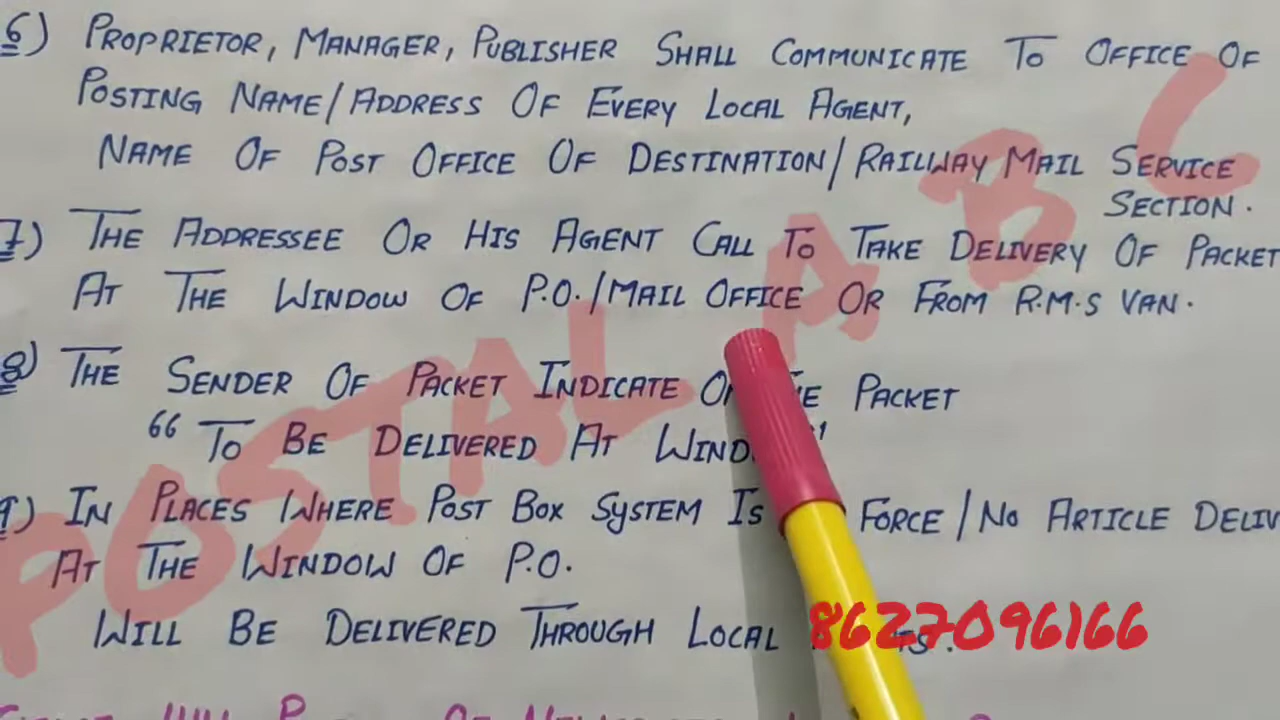 6) PROPRIETOR, MANAGER, PUBLISHER SHALL COMMUNICATE TO OFFICE OF
POSTING NAME/ADDRESS OF EVERY LOCAL AGENT,
NAME OF POST OFFICE OF DESTINATION/RAILWAY MAIL SERVICE
SECTION.
7) THE ADDRESSEE OR HIS AGENT CALL TO TAKE DELIVERY OF PACKET
AT THE WINDOW OF P.O./MAIL OFFICE OR FROM R.M.S VAN.
8) THE SENDER OF PACKET INDICATE PACKET
"TO BE DELIVERED AT
9) IN PLACES WHERE POST BOX SYSTEM IS FORCE/NO ARTICLE DELIV
AT THE WINDOW OF P.O.
WILL BE DELIVERED THROUGH LOCAL
8627096166
POSTAL ABC